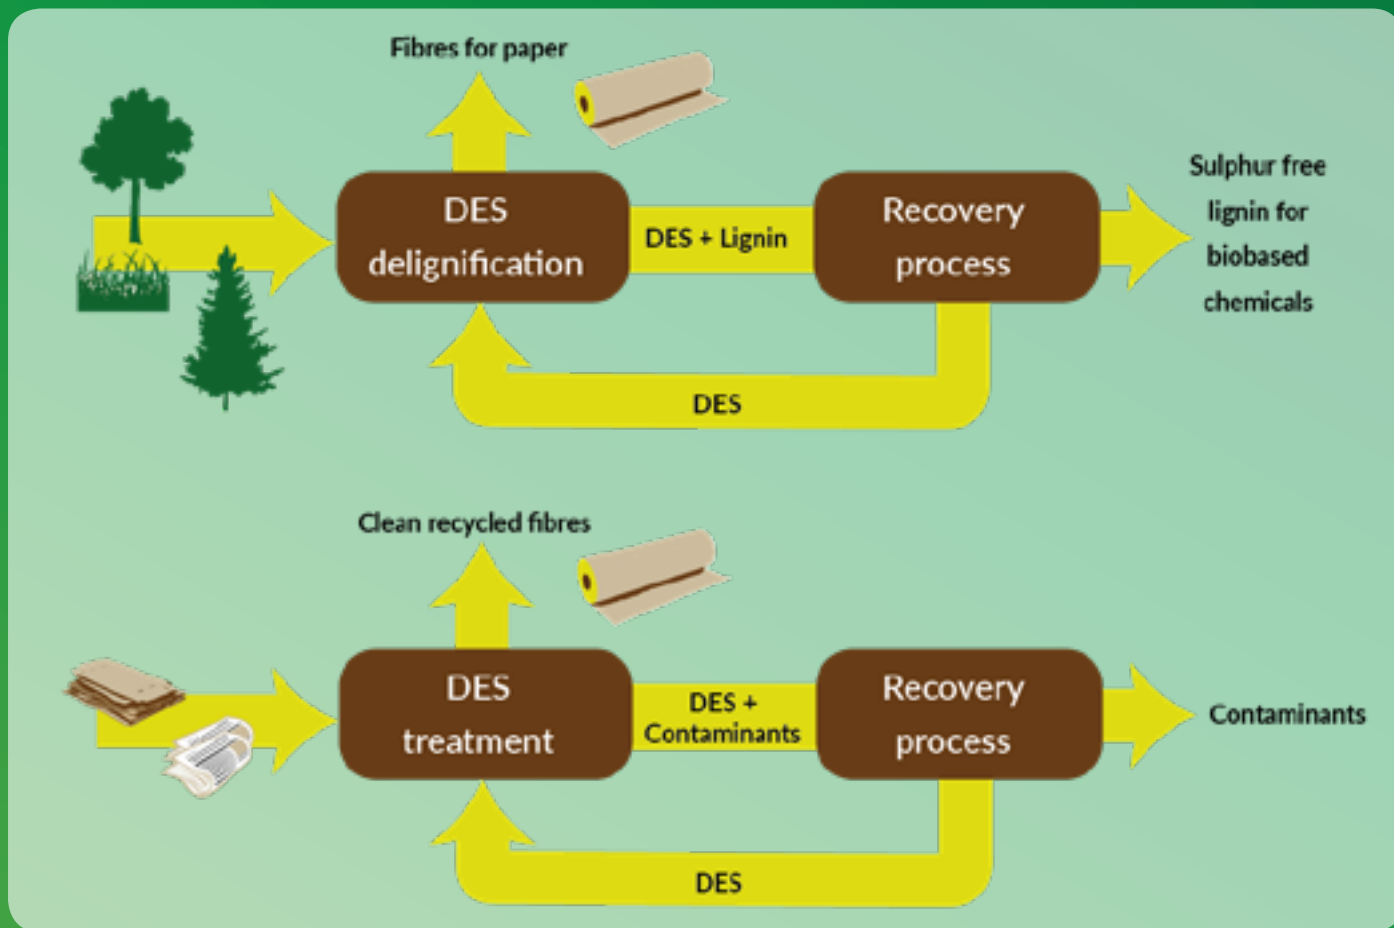 Fibres for paper
DES
delignification
DES + Lignin
Recovery
process
Sulphur free
lignin for
biobased
chemicals
DES
Clean recycled fibres
DES
treatment
DES +
Contaminants
Recovery
process
Contaminants
DES